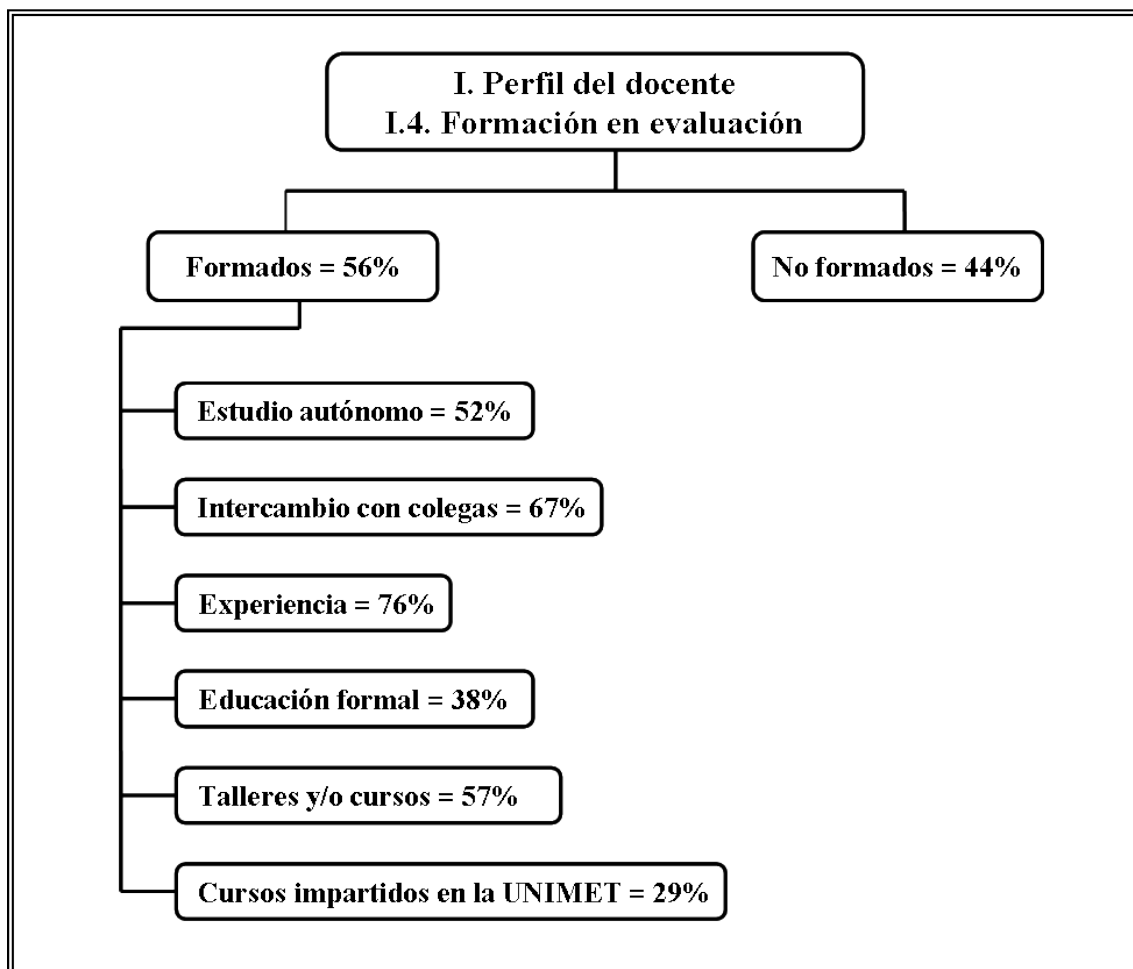 I. Perfil del docente
I.4. Formación en evaluación
Formados = 56%
No formados = 44%
Estudio autónomo = 52%
Intercambio con colegas = 67%
Experiencia = 76%
Educación formal = 38%
Talleres y/o cursos = 57%
Cursos impartidos en la UNIMET = 29%